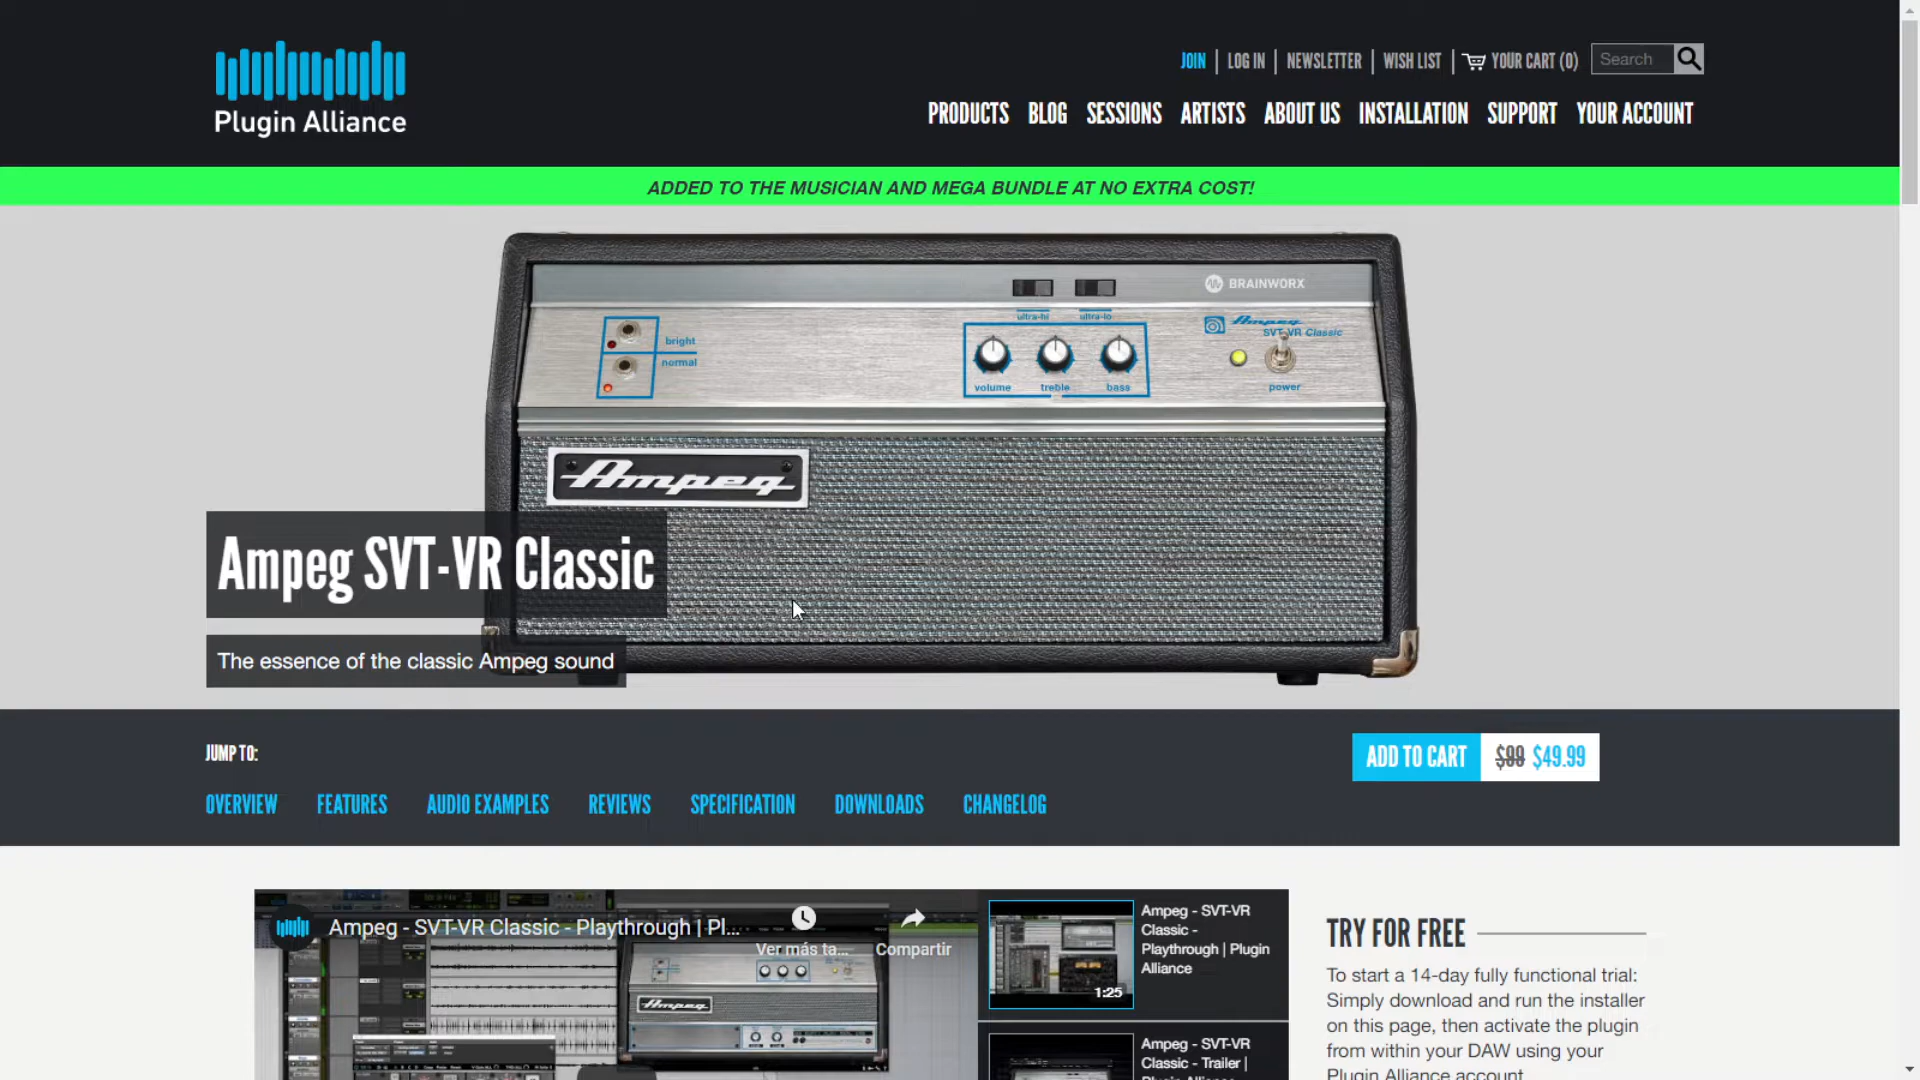 Plugin Alliance
JOIN | LOG IN | NEWSLETTER | WISH LIST | YOUR CART (0)
Search
PRODUCTS BLOG SESSIONS ARTISTS ABOUT US INSTALLATION SUPPORT YOUR ACCOUNT
ADDED TO THE MUSICIAN AND MEGA BUNDLE AT NO EXTRA COST!
BRAINWORX
ultra-hi ultra-lo
Ampeg
SVT-VR Classic
bright
normal
volume treble bass
power
Ampeg
Ampeg SVT-VR Classic
The essence of the classic Ampeg sound
JUMP TO:
ADD TO CART $99 $49.99
OVERVIEW FEATURES AUDIO EXAMPLES REVIEWS SPECIFICATION DOWNLOADS CHANGELOG
Ampeg - SVT-VR Classic - Playthrough | Pl...
Ver más ta...
Compartir
Ampeg
Ampeg - SVT-VR
Classic -
Playthrough | Plugin
Alliance
1:25
Ampeg - SVT-VR
Classic - Trailer |
Plugin Alliance
TRY FOR FREE
To start a 14-day fully functional trial:
Simply download and run the installer
on this page, then activate the plugin
from within your DAW using your
Plugin Alliance account